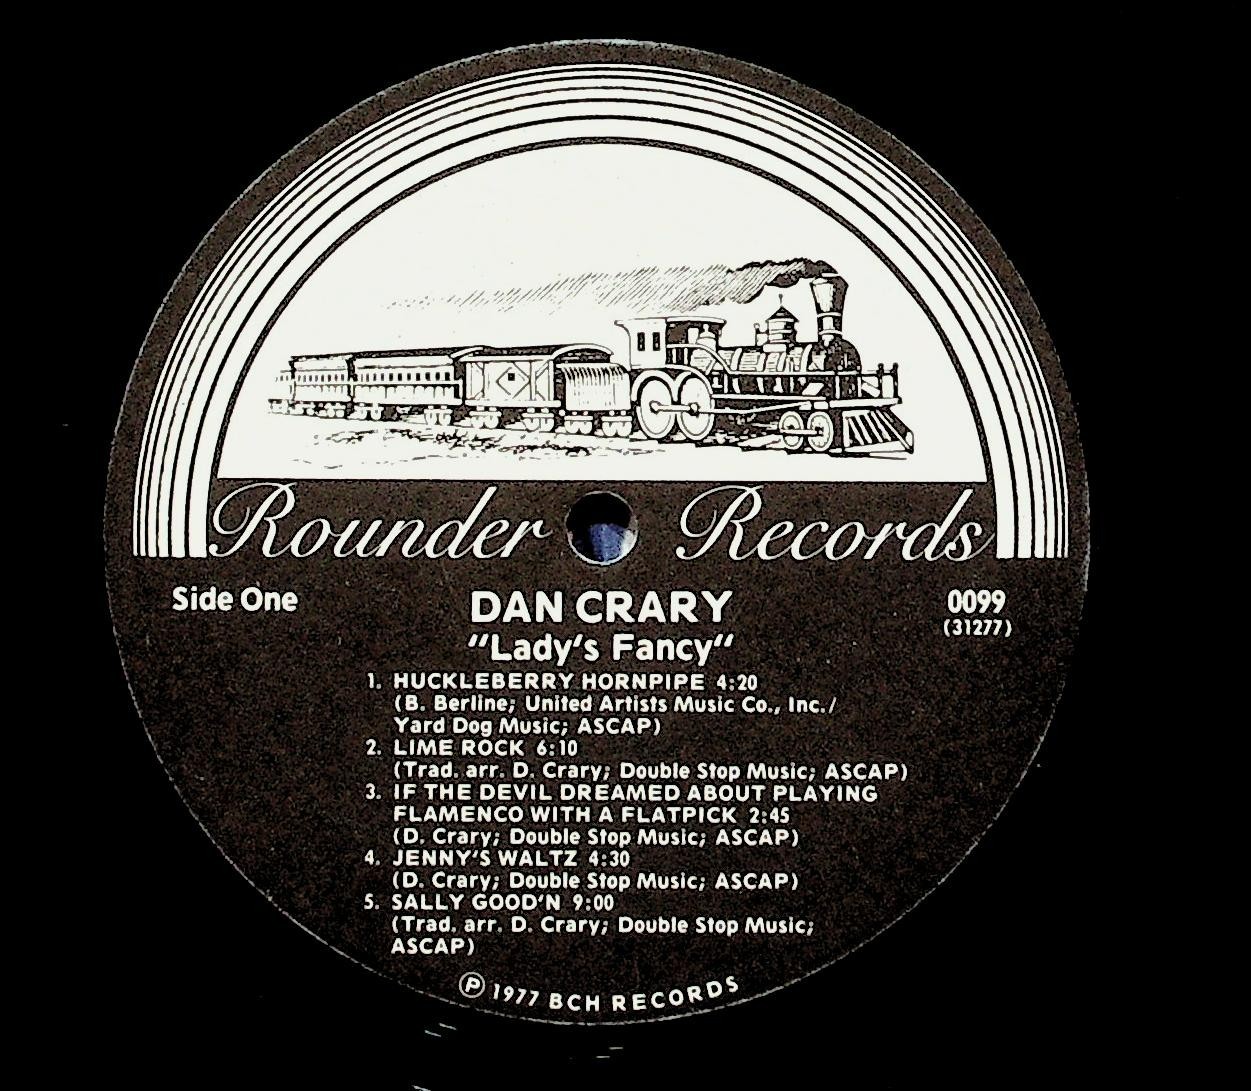 Rounder Records
Side One
DAN CRARY
0099
"Lady's Fancy"
(31277)
1. HUCKLEBERRY HORNPIPE 4:20
(B. Berline; United Artists Music Co., Inc./
Yard Dog Music; ASCAP)
2. LIME ROCK 6:10
(Trad. arr. D. Crary; Double Stop Music; ASCAP)
3. IF THE DEVIL DREAMED ABOUT PLAYING
FLAMENCO WITH A FLATPICK 2:45
(D. Crary; Double Stop Music; ASCAP)
4. JENNY'S WALTZ 4:30
(D. Crary; Double Stop Music; ASCAP)
5. SALLY GOOD'N 9:00
(Trad. arr. D. Crary; Double Stop Music;
ASCAP)
Ⓟ 1977 BCH RECORDS